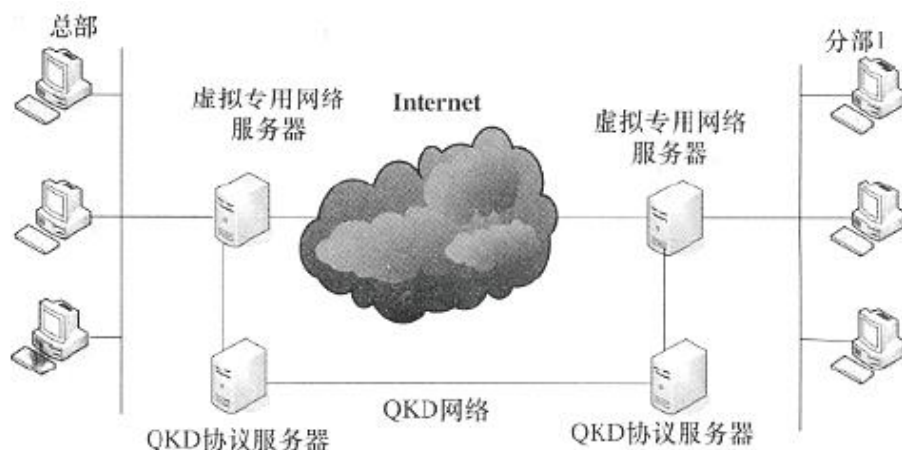 总部
分部1
虚拟专用网络
服务器
Internet
虚拟专用网络
服务器
QKD网络
QKD协议服务器
QKD协议服务器